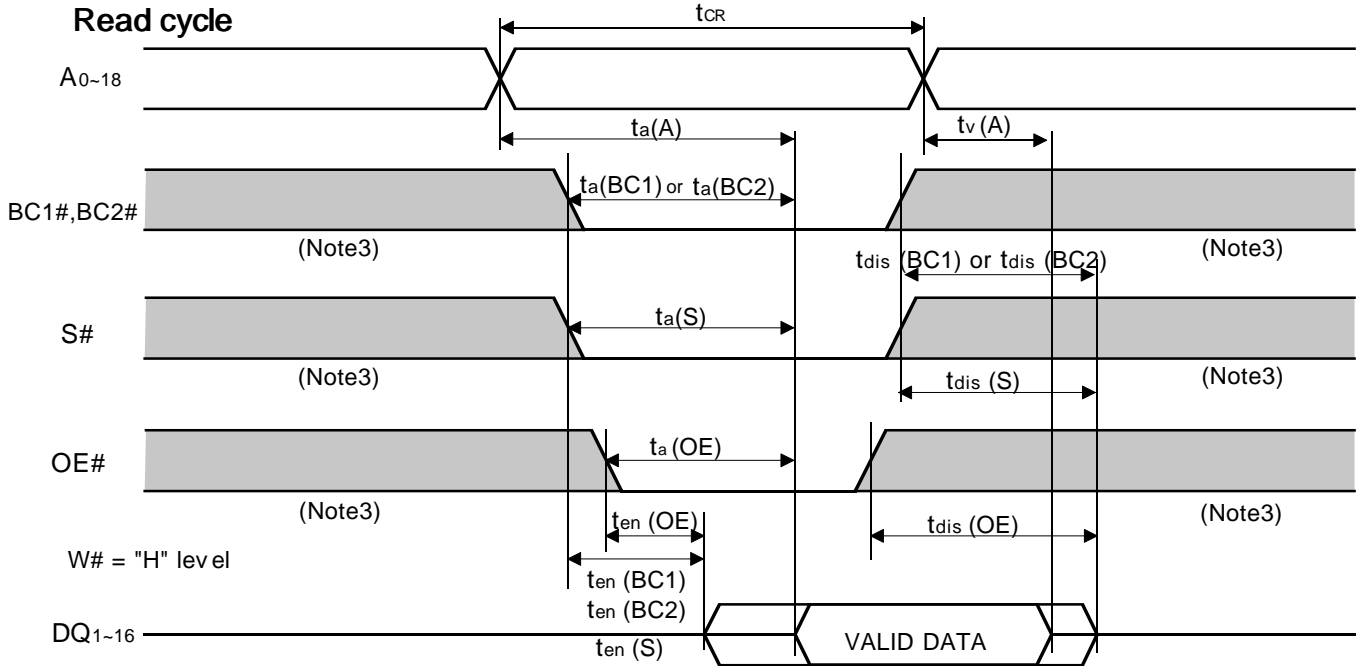 Read cycle
tCR
A0~18
ta(A)
tv (A)
ta(BC1) or ta(BC2)
BC1#,BC2#
(Note3)
(Note3)
tdis (BC1) or tdis (BC2)
S#
ta(S)
(Note3)
(Note3)
tdis (S)
OE#
ta (OE)
(Note3)
(Note3)
ten (OE)
tdis (OE)
W# = "H" level
ten (BC1)
ten (BC2)
DQ1~16
ten (S)
VALID DATA